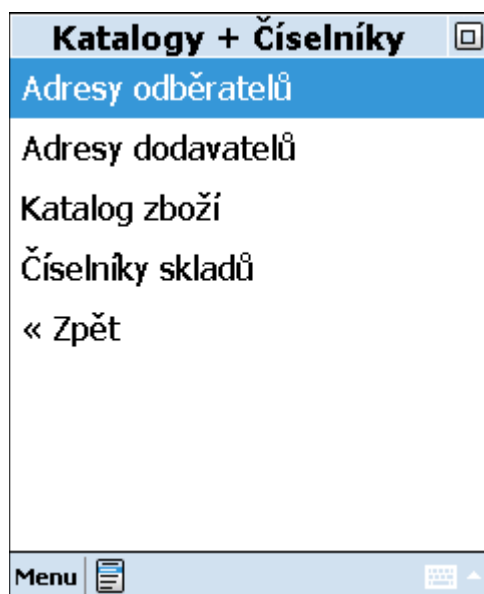 Katalogy + Číselníky
Adresy odběratelů
Adresy dodavatelů
Katalog zboží
Číselníky skladů
« Zpět
Menu